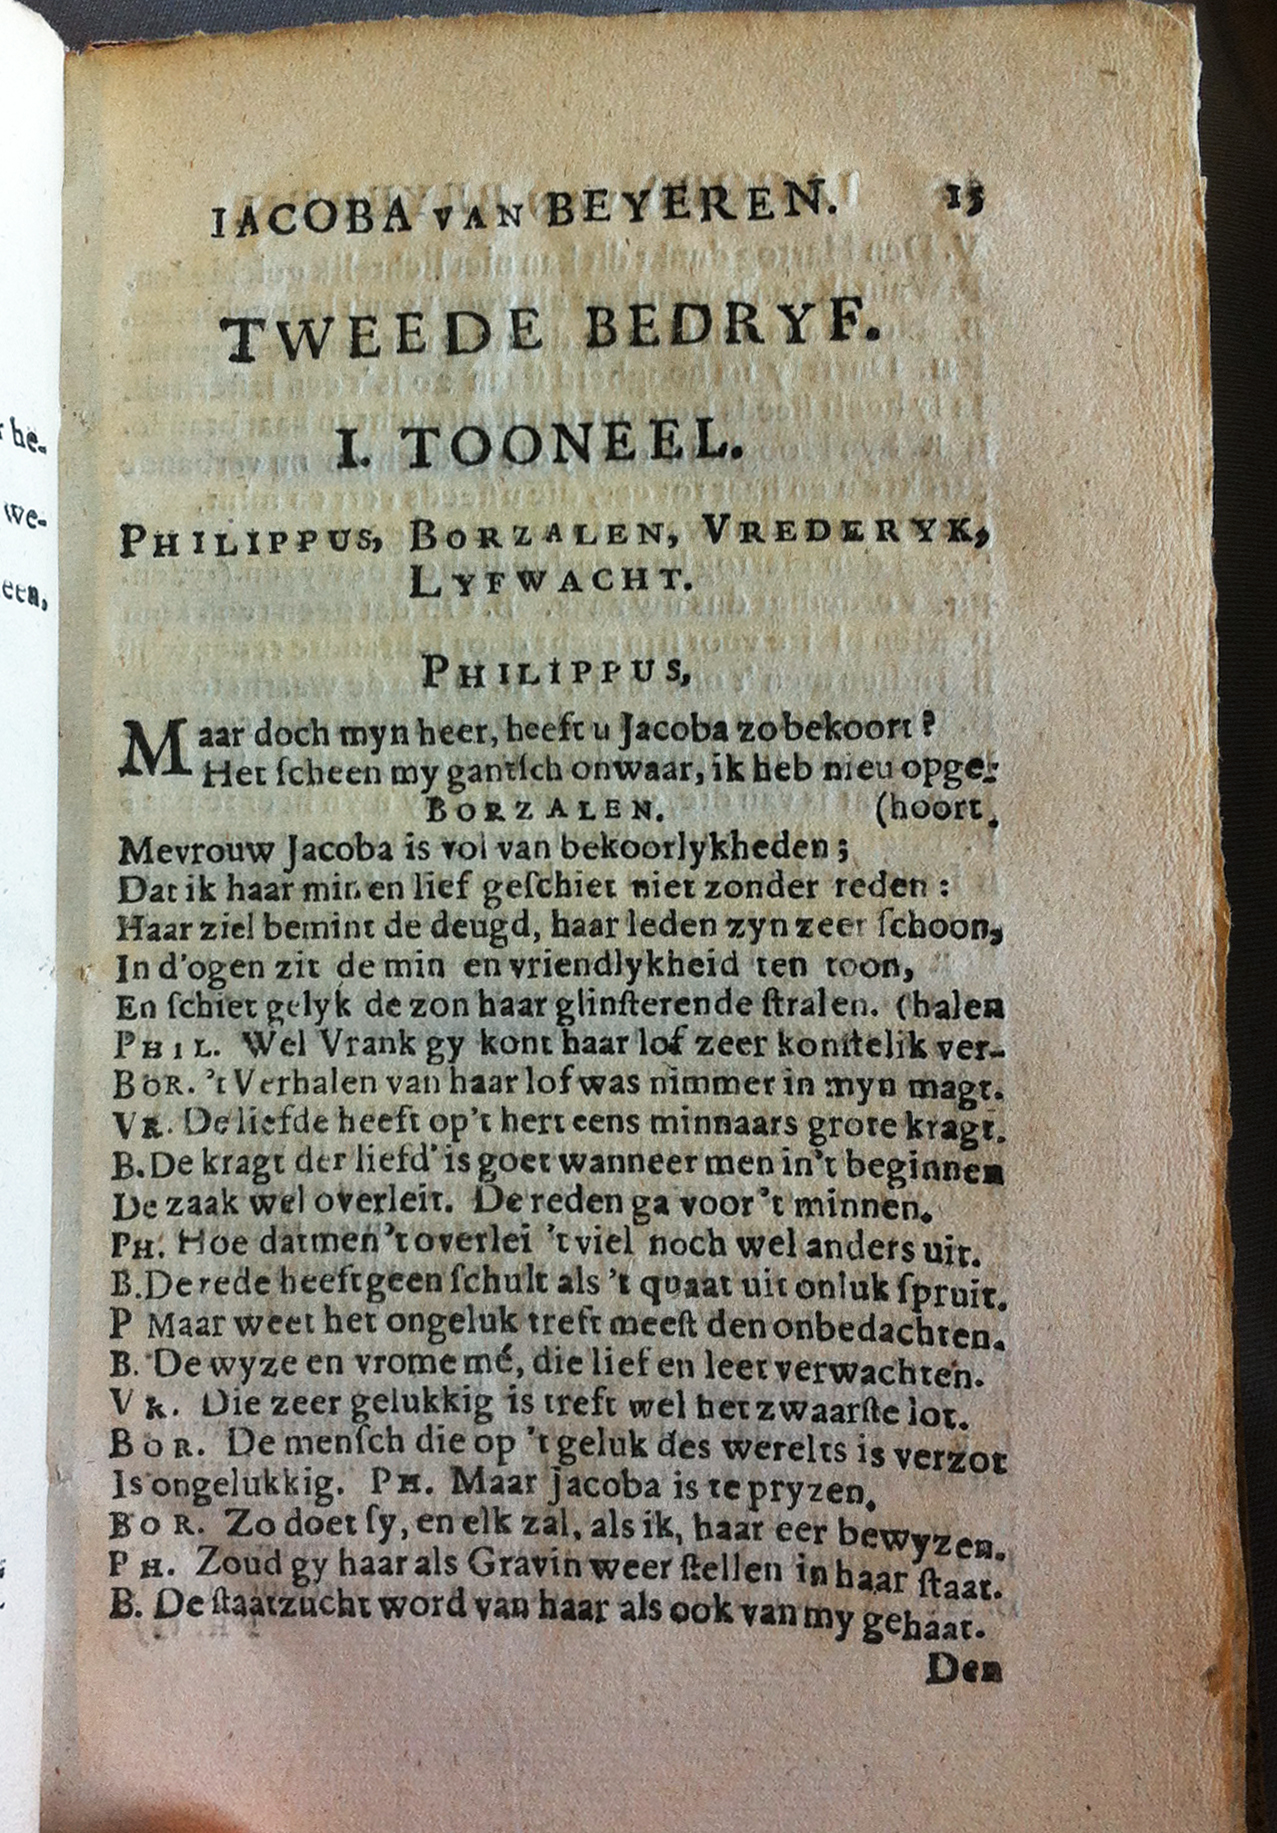 r he-
we-
een,
IACOBA VAN BEYEREN. 15
TWEEDE BEDRYF.
I. TOONEEL.
PHILIPPUS, BORZALEN, VREDERYK,
LYFWACHT.
PHILIPPUS,
Maar doch myn heer, heeft u Jacoba zo bekoort?
Het ſcheen my gantſch onwaar, ik heb nieu opge-
BORZALEN. (hoort.
Mevrouw Jacoba is vol van bekoorlykheden;
Dat ik haar min en lief geſchiet niet zonder reden:
Haar ziel bemint de deugd, haar leden zyn zeer ſchoon,
In d'ogen zit de min en vriendlykheid ten toon,
En ſchiet gelyk de zon haar glinſterende ſtralen. (halen
PHIL. Wel Vrank gy kont haar lof zeer konſtelik ver-
BOR. 't Verhalen van haar lof was nimmer in myn magt.
VR. De liefde heeft op't hert eens minnaars grote kragt.
B. De kragt der liefd' is goet wanneer men in't beginnen
De zaak wel overleit. De reden ga voor 't minnen.
PH. Hoe datmen 't overlei 't viel noch wel anders uit.
B. De rede heeft geen ſchult als 't quaat uit onluk ſpruit.
P Maar weet het ongeluk treft meeſt den onbedachten.
B. De wyze en vrome mé, die lief en leet verwachten.
VR. Die zeer gelukkig is treft wel het zwaarſte lot.
BOR. De menſch die op 't geluk des werelts is verzot
Is ongelukkig. PH. Maar Jacoba is te pryzen.
BOR. Zo doet ſy, en elk zal, als ik, haar eer bewyzen.
PH. Zoud gy haar als Gravin weer ſtellen in haar ſtaat.
B. De ſtaatzucht word van haar als ook van my gehaat.
Den